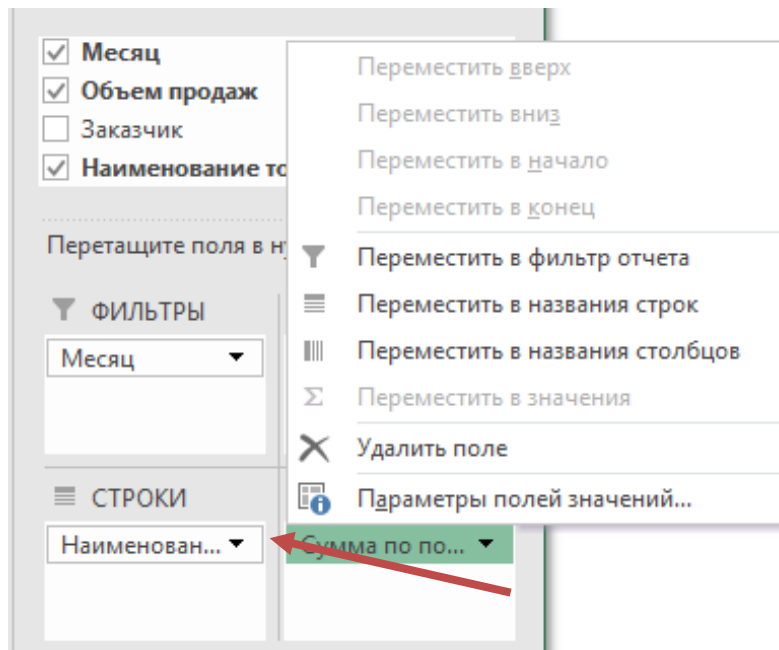 Месяц
Объем продаж
Заказчик
Наименование то
Перетащите поля в н
ФИЛЬТРЫ
Месяц
СТРОКИ
Наименован...
Переместить вверх
Переместить вниз
Переместить в начало
Переместить в конец
Переместить в фильтр отчета
Переместить в названия строк
Переместить в названия столбцов
Σ Переместить в значения
Удалить поле
Параметры полей значений...
Сумма по по...